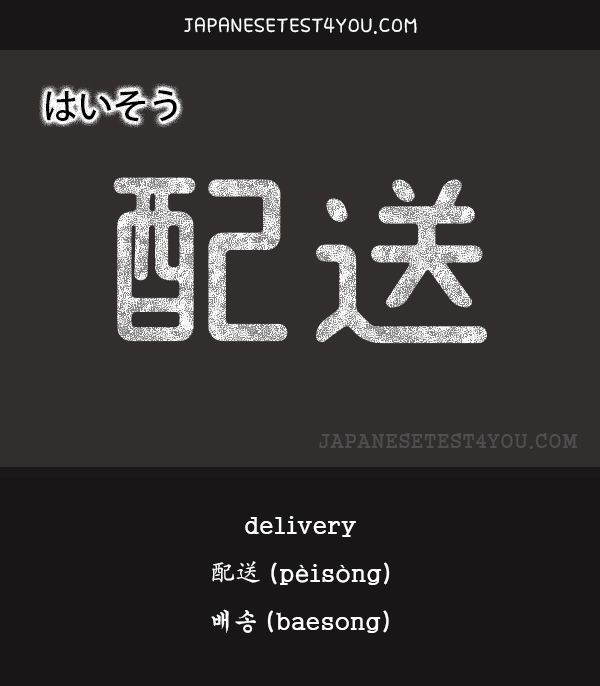 JAPANESETEST4YOU.COM
はいそう
配送
JAPANESETEST4YOU.COM
delivery
配送 (pèisòng)
배송 (baesong)